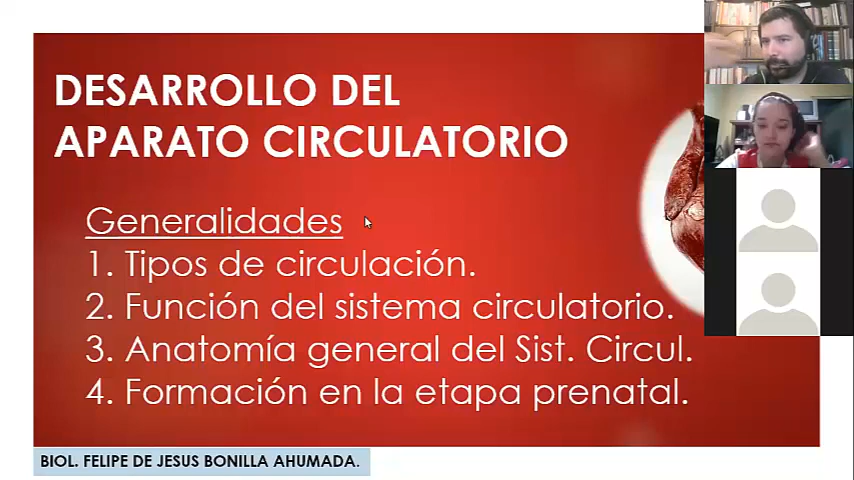 DESARROLLO DEL
APARATO CIRCULATORIO
Generalidades
1. Tipos de circulación.
2. Función del sistema circulatorio.
3. Anatomía general del Sist. Circul.
4. Formación en la etapa prenatal.
BIOL. FELIPE DE JESUS BONILLA AHUMADA.